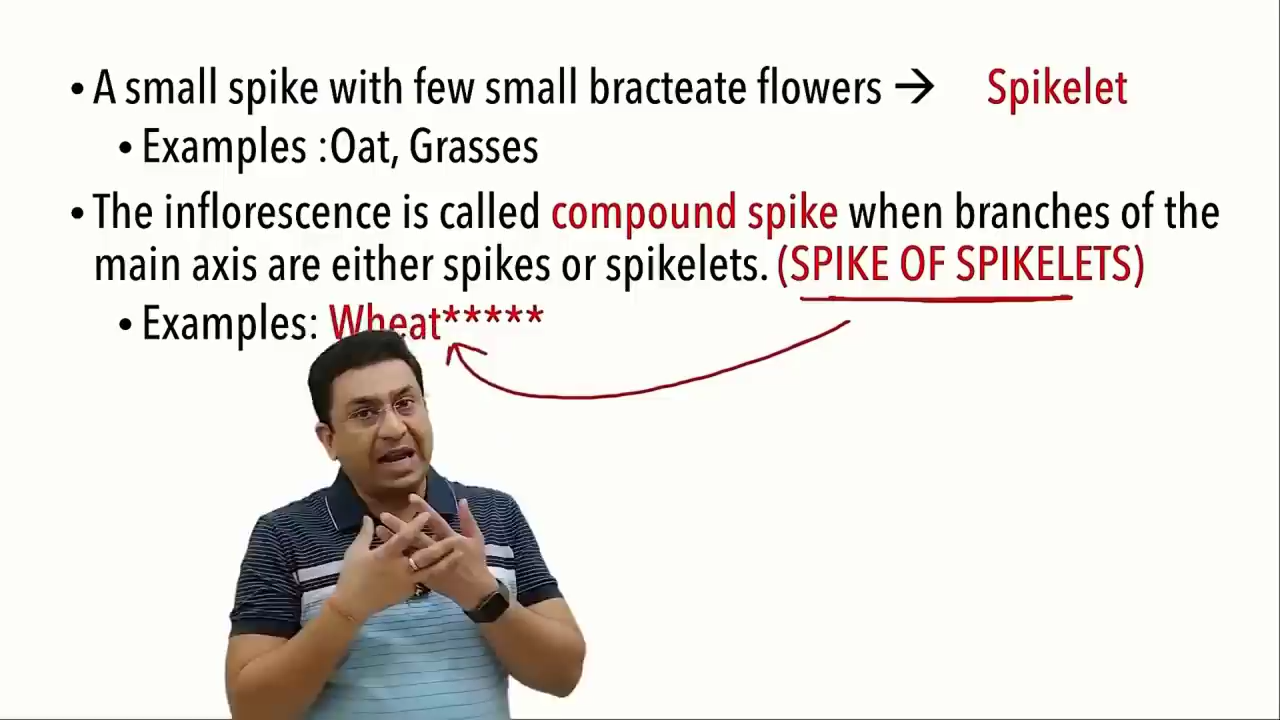 • A small spike with few small bracteate flowers → Spikelet
• Examples :Oat, Grasses
• The inflorescence is called compound spike when branches of the
main axis are either spikes or spikelets. (SPIKE OF SPIKELETS)
• Examples: Wheat*****